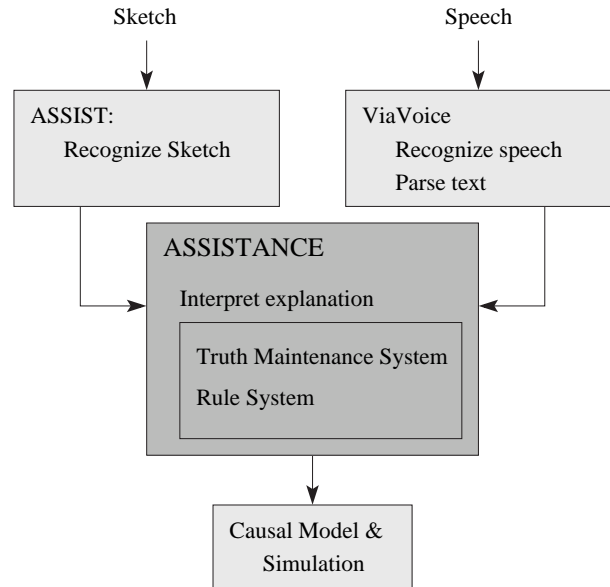 Sketch
Speech
ASSIST:
Recognize Sketch
ViaVoice
Recognize speech
Parse text
ASSISTANCE
Interpret explanation
Truth Maintenance System
Rule System
Causal Model &
Simulation